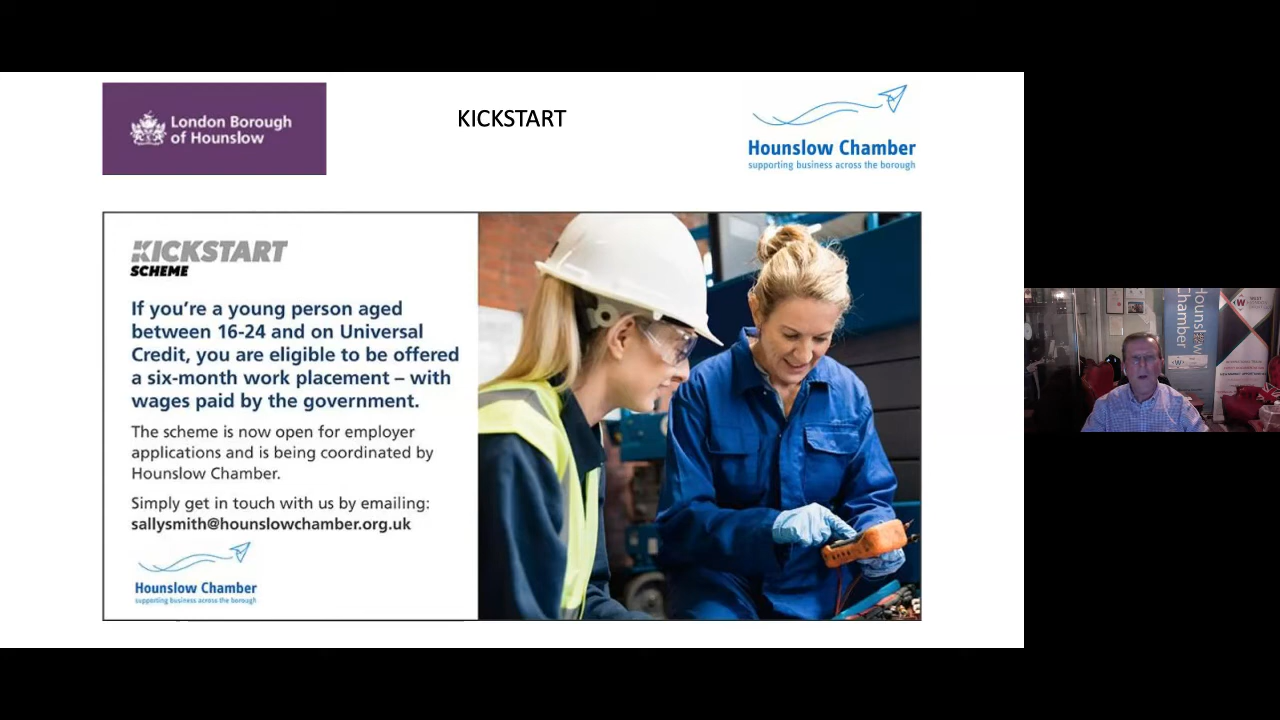 London Borough
of Hounslow
KICKSTART
Hounslow Chamber
supporting business across the borough
KICKSTART
SCHEME
If you're a young person aged
between 16-24 and on Universal
Credit, you are eligible to be offered
a six-month work placement – with
wages paid by the government.
The scheme is now open for employer
applications and is being coordinated by
Hounslow Chamber.
Simply get in touch with us by emailing:
sallysmith@hounslowchamber.org.uk
Hounslow Chamber
supporting business across the borough
Hounslow
Chamber